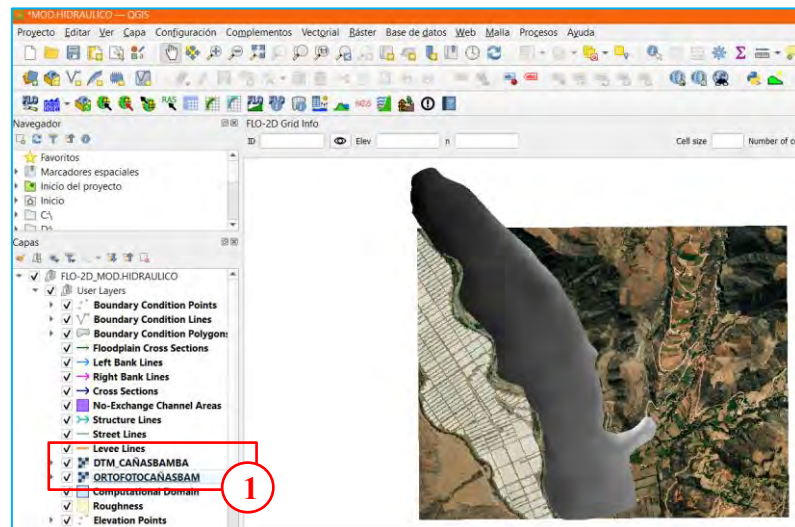 *MOD.HIDRAULICO — QGIS
Proyecto Editar Ver Capa Configuración Complementos Vectorial Ráster Base de datos Web Malla Procesos Ayuda
Navegador
FLO-2D Grid Info
ID Elev n Cell size Number of c
Favoritos
Marcadores espaciales
Inicio del proyecto
Inicio
C:\
D:\
Capas
FLO-2D_MOD.HIDRAULICO
User Layers
Boundary Condition Points
Boundary Condition Lines
Boundary Condition Polygons
Floodplain Cross Sections
Left Bank Lines
Right Bank Lines
Cross Sections
No-Exchange Channel Areas
Structure Lines
Street Lines
Levee Lines
DTM_CAÑASBAMBA
ORTOFOTOCAÑASBAM
1
Computational Domain
Roughness
Elevation Points